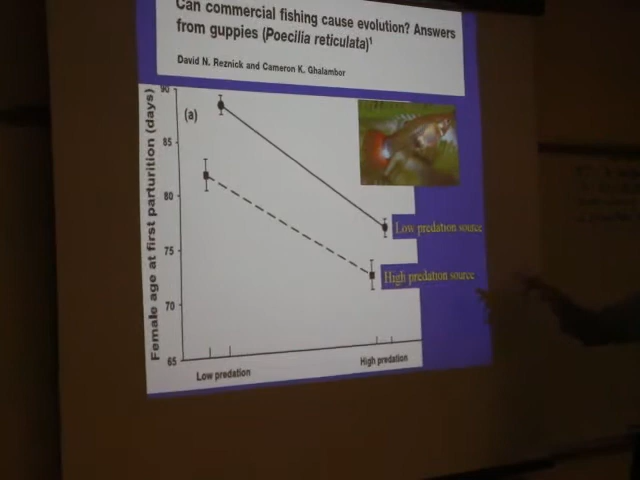 Can commercial fishing cause evolution? Answers
from guppies (Poecilia reticulata)¹
David N. Reznick and Cameron K. Ghalambor
Female age at first parturition (days)
90
(a)
85
80
75
70
65
Low predation source
High predation source
Low predation
High predation